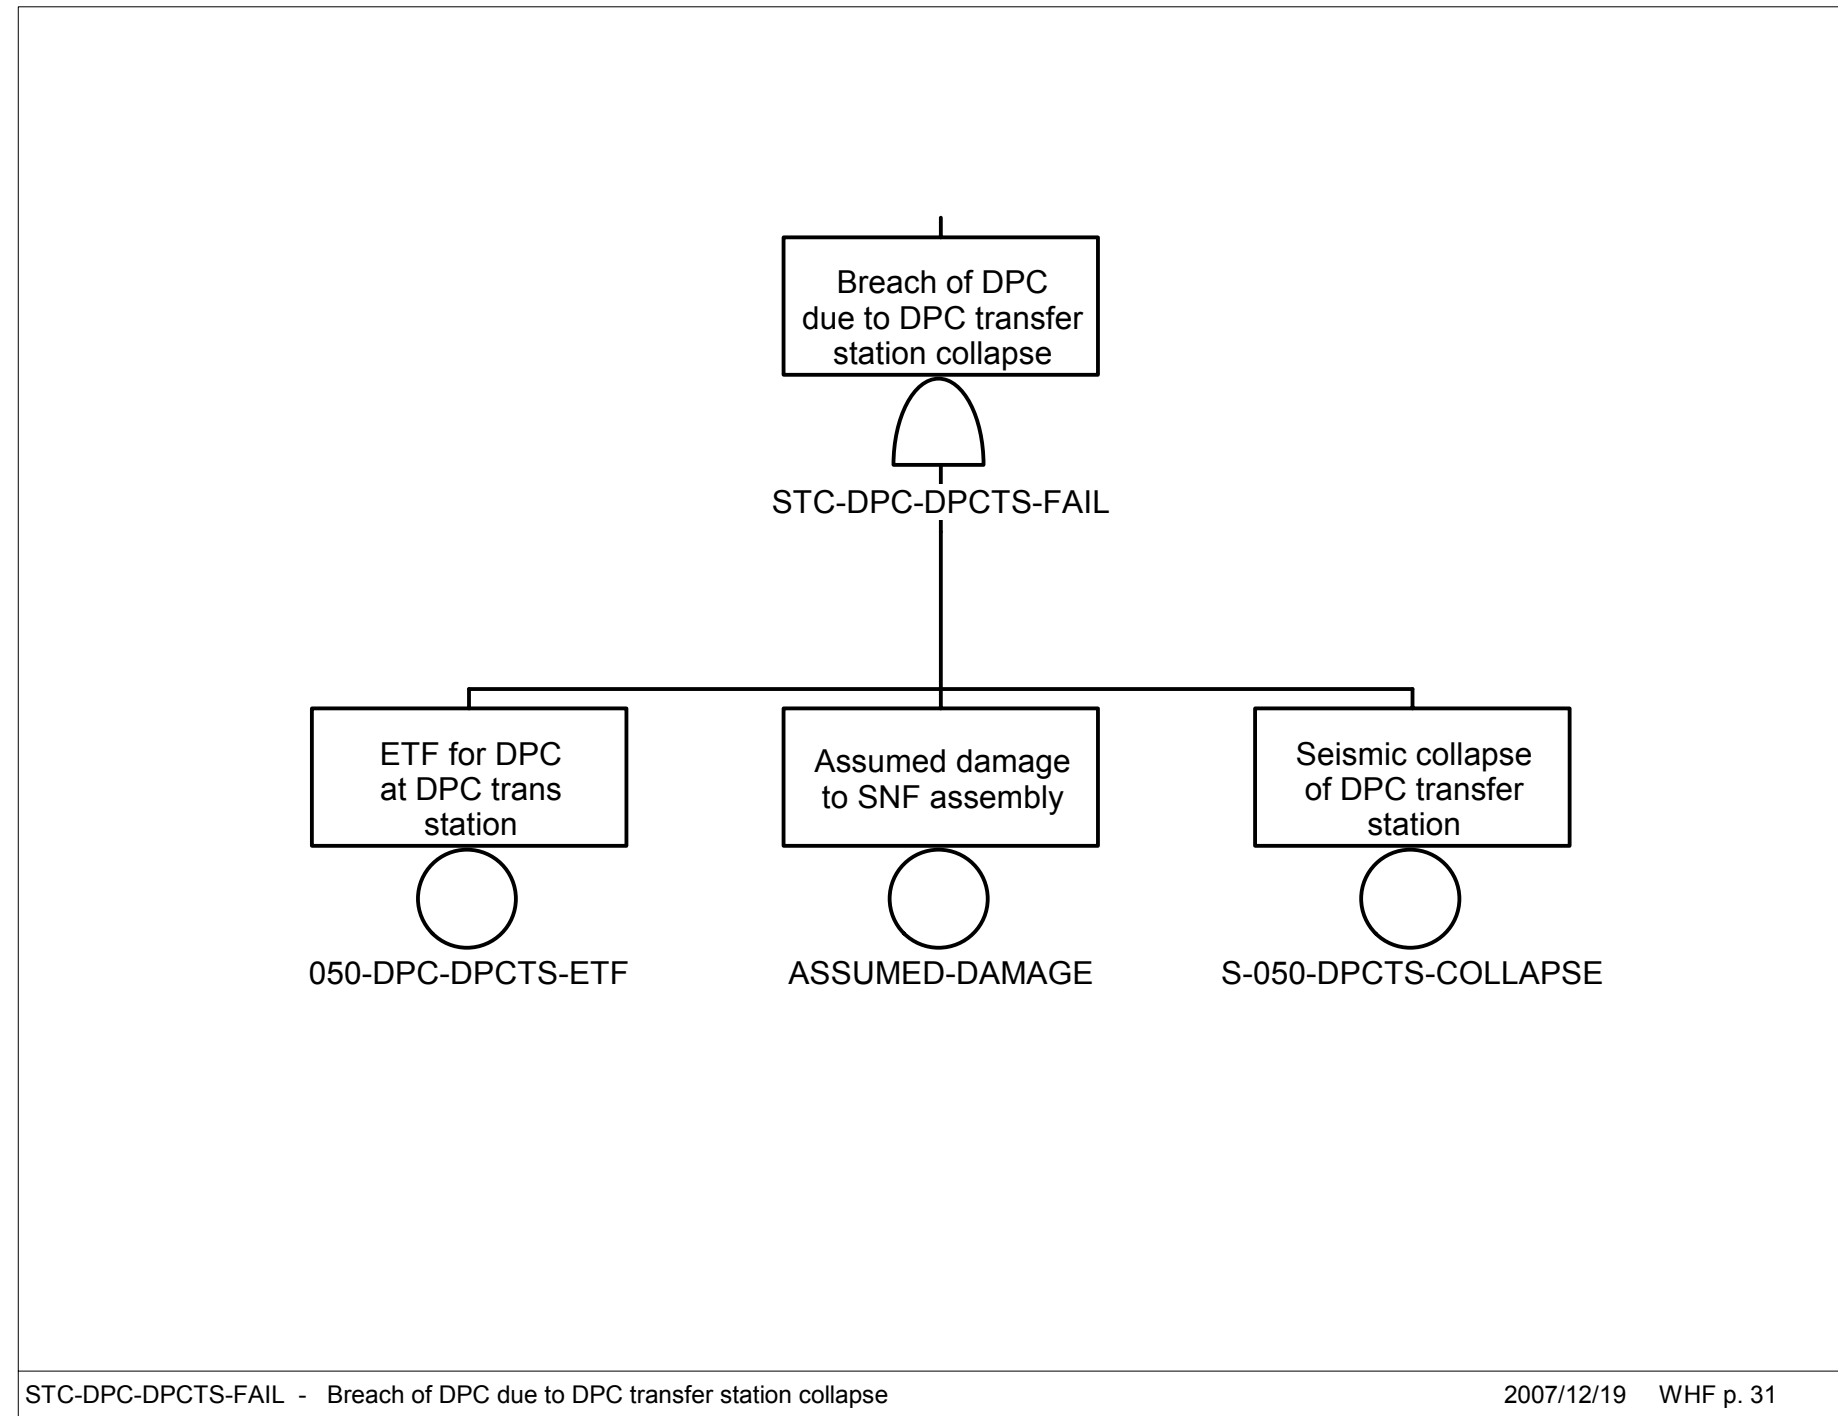 Breach of DPC
due to DPC transfer
station collapse
STC-DPC-DPCTS-FAIL
ETF for DPC
at DPC trans
station
050-DPC-DPCTS-ETF
Assumed damage
to SNF assembly
ASSUMED-DAMAGE
Seismic collapse
of DPC transfer
station
S-050-DPCTS-COLLAPSE
STC-DPC-DPCTS-FAIL - Breach of DPC due to DPC transfer station collapse 2007/12/19 WHF p. 31